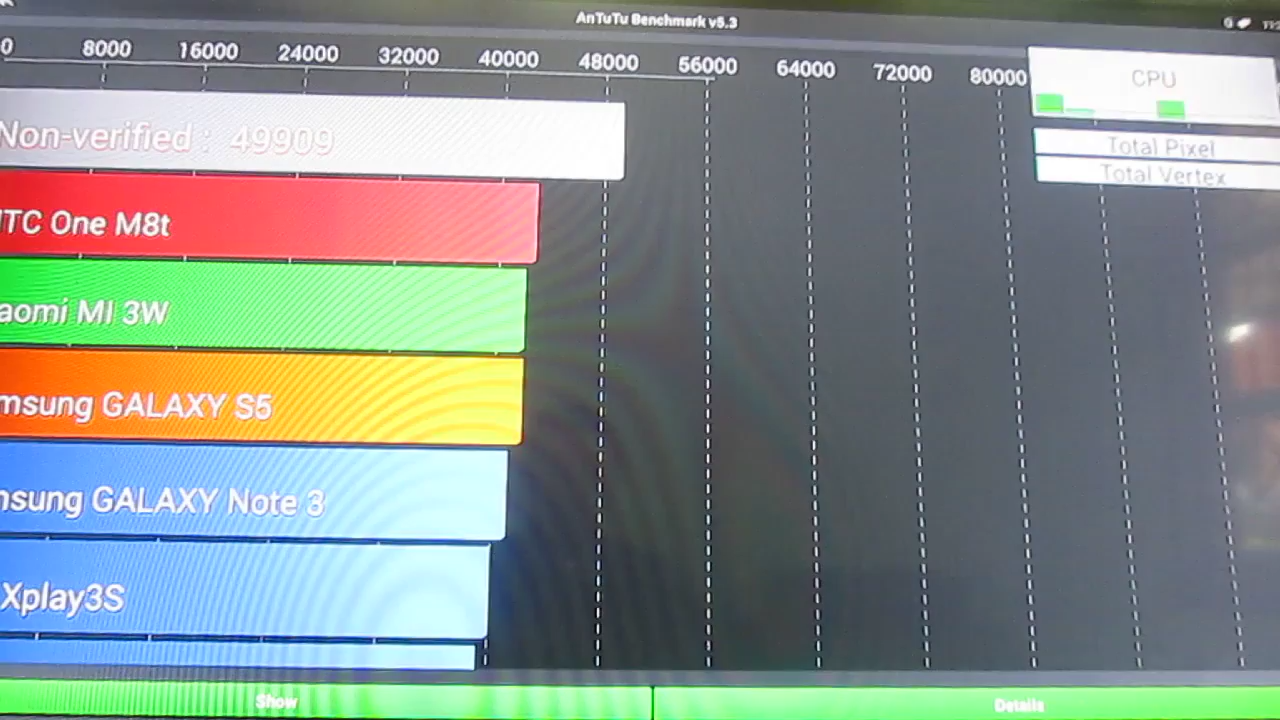 AnTuTu Benchmark v5.3
0 8000 16000 24000 32000 40000 48000 56000 64000 72000 80000
CPU
Non-verified : 49909
Total Pixel
Total Vertex
TC One M8t
aomi MI 3W
msung GALAXY S5
nsung GALAXY Note 3
Xplay3S
Show Details